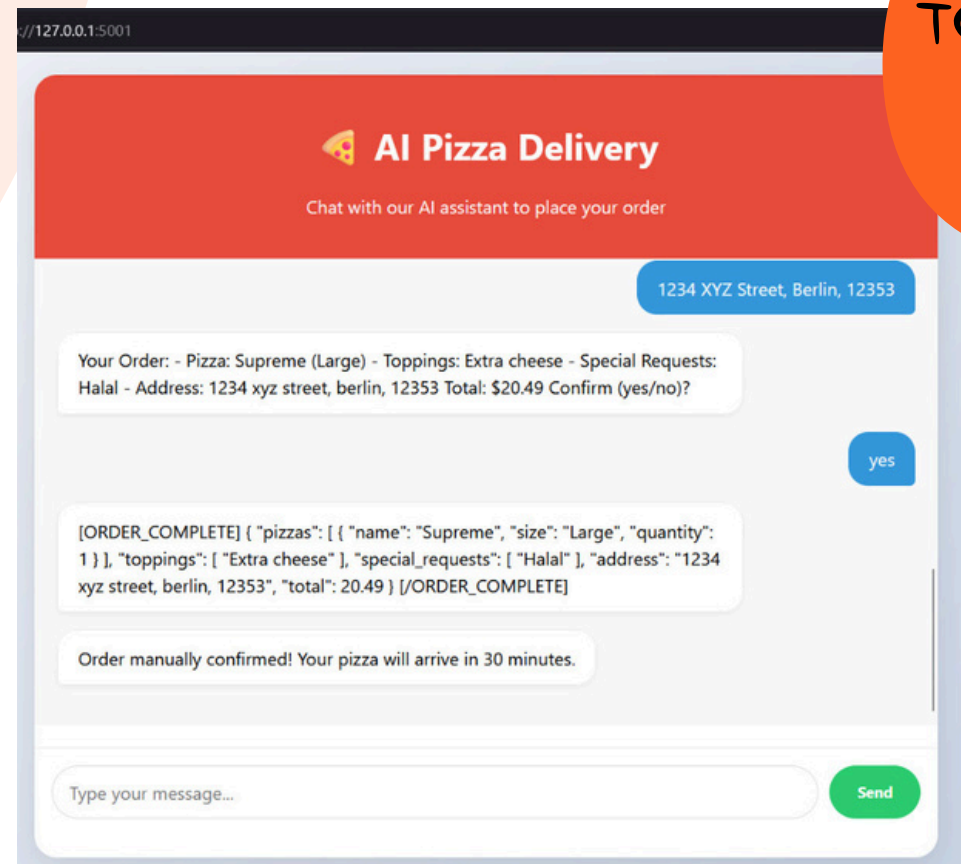 ://127.0.0.1:5001
AI Pizza Delivery
Chat with our AI assistant to place your order
1234 XYZ Street, Berlin, 12353
Your Order: - Pizza: Supreme (Large) - Toppings: Extra cheese - Special Requests:
Halal - Address: 1234 xyz street, berlin, 12353 Total: $20.49 Confirm (yes/no)?
yes
[ORDER_COMPLETE] { "pizzas": [ { "name": "Supreme", "size": "Large", "quantity":
1 } ], "toppings": [ "Extra cheese" ], "special_requests": [ "Halal" ], "address": "1234
xyz street, berlin, 12353", "total": 20.49 } [/ORDER_COMPLETE]
Order manually confirmed! Your pizza will arrive in 30 minutes.
Type your message...
Send